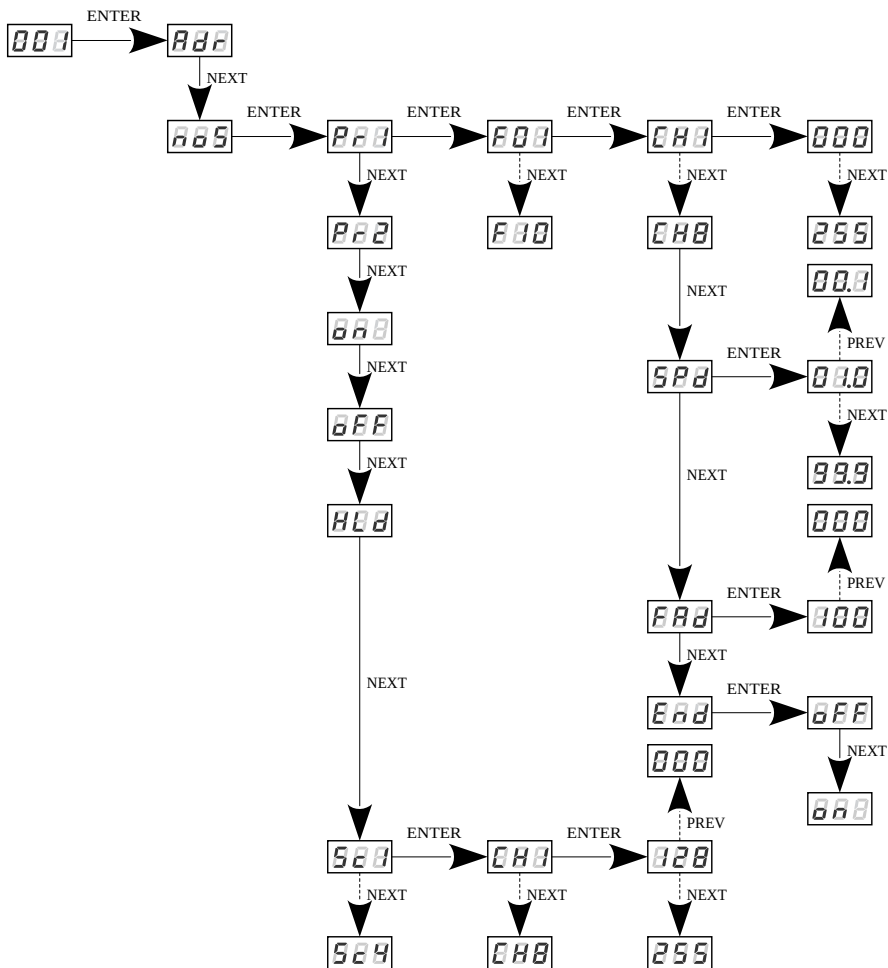 ENTER
001 Adr
NEXT
ENTER ENTER ENTER ENTER
noS Pr1 F01 CH1 000
NEXT NEXT NEXT NEXT
Pr2 F10 CH8 255
NEXT
00.1
NEXT
on
PREV
ENTER
SPd 01.0
NEXT
NEXT
oFF
NEXT
99.9
NEXT
HLd 000
PREV
ENTER
FAd 100
NEXT
NEXT
ENTER
End oFF
NEXT
000
on
PREV
ENTER ENTER
Sc1 CH1 128
NEXT NEXT NEXT
Sc4 CH8 255